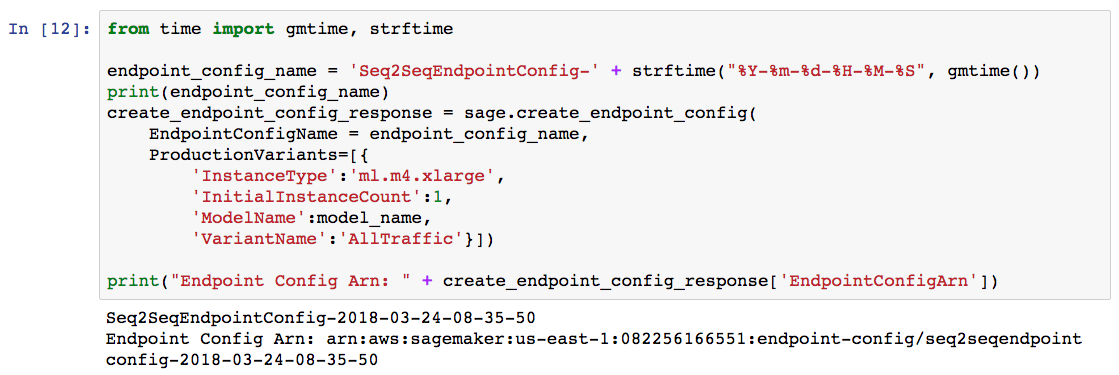 In [12]: from time import gmtime, strftime

endpoint_config_name = 'Seq2SeqEndpointConfig-' + strftime("%Y-%m-%d-%H-%M-%S", gmtime())
print(endpoint_config_name)
create_endpoint_config_response = sage.create_endpoint_config(
    EndpointConfigName = endpoint_config_name,
    ProductionVariants=[{
        'InstanceType':'ml.m4.xlarge',
        'InitialInstanceCount':1,
        'ModelName':model_name,
        'VariantName':'AllTraffic'}])

print("Endpoint Config Arn: " + create_endpoint_config_response['EndpointConfigArn'])
Seq2SeqEndpointConfig-2018-03-24-08-35-50
Endpoint Config Arn: arn:aws:sagemaker:us-east-1:082256166551:endpoint-config/seq2seqendpoint
config-2018-03-24-08-35-50